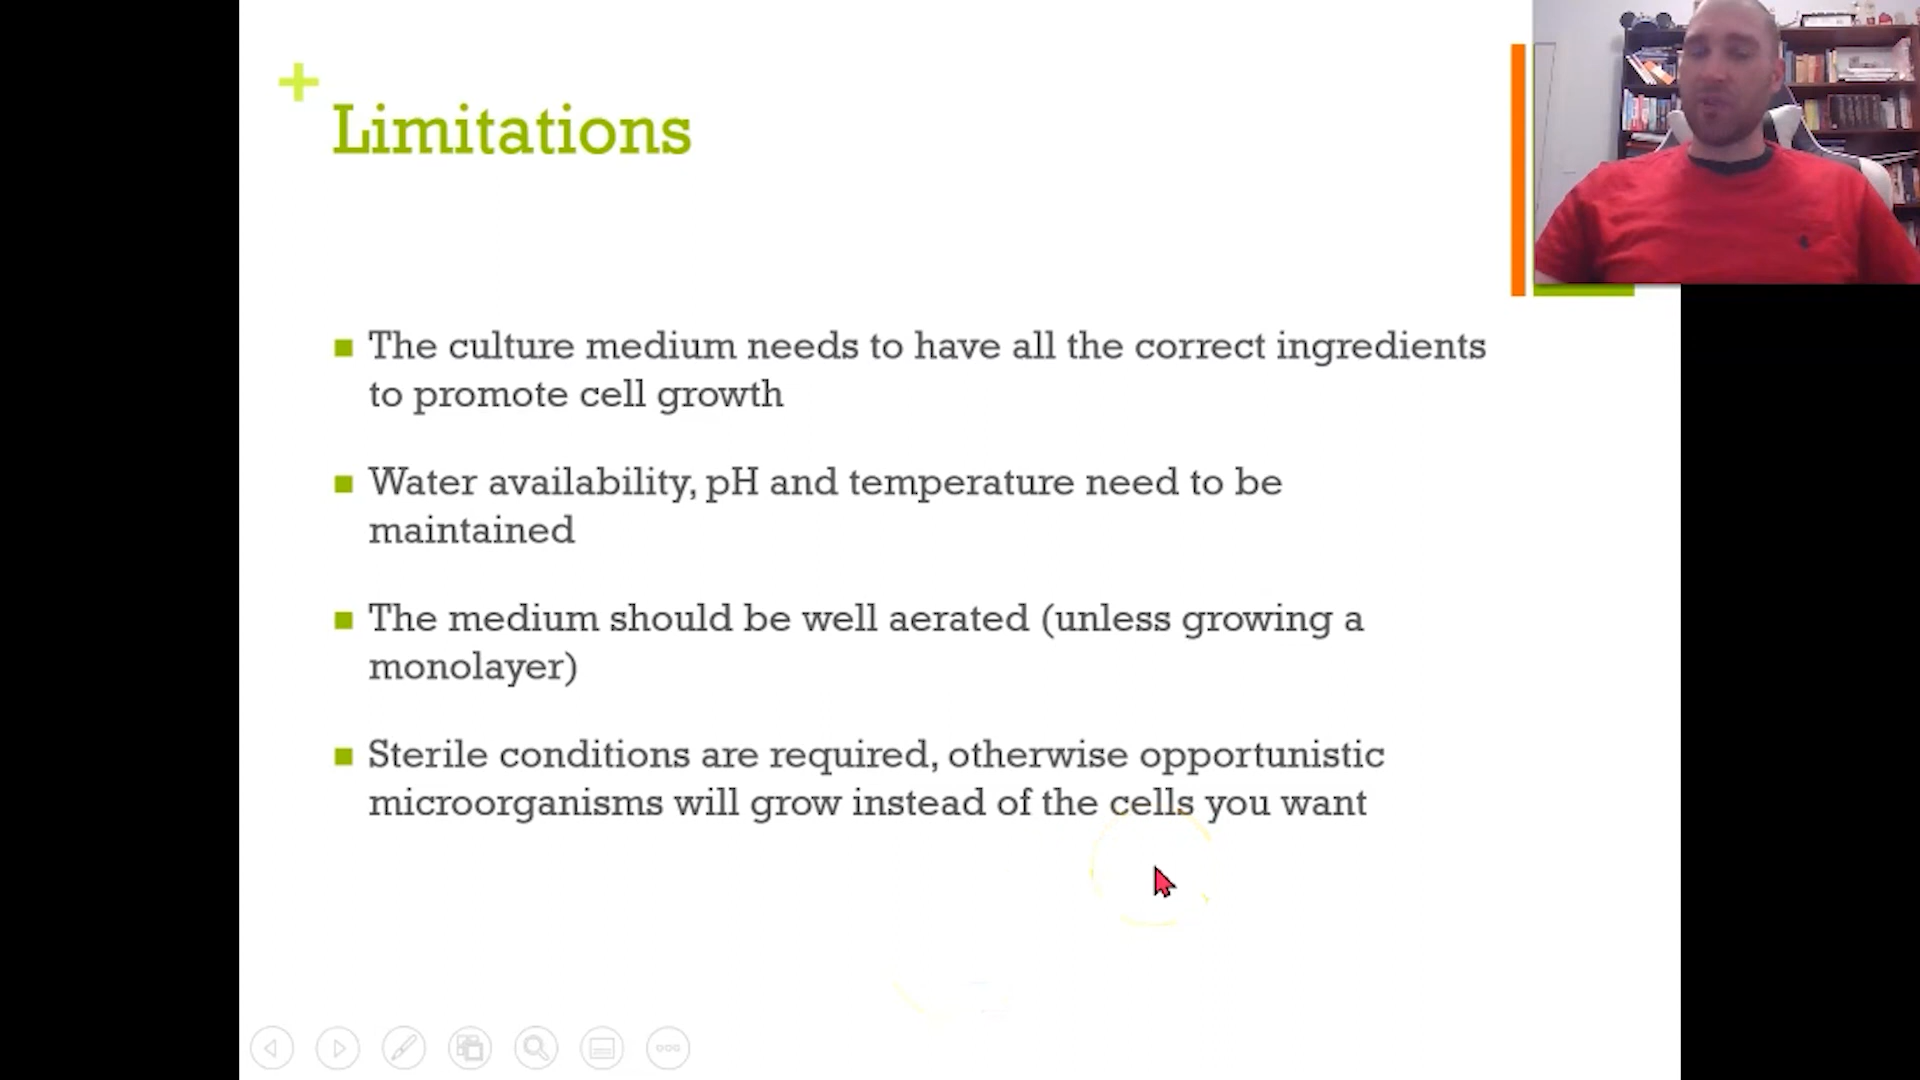 Limitations
The culture medium needs to have all the correct ingredients
to promote cell growth
Water availability, pH and temperature need to be
maintained
The medium should be well aerated (unless growing a
monolayer)
Sterile conditions are required, otherwise opportunistic
microorganisms will grow instead of the cells you want